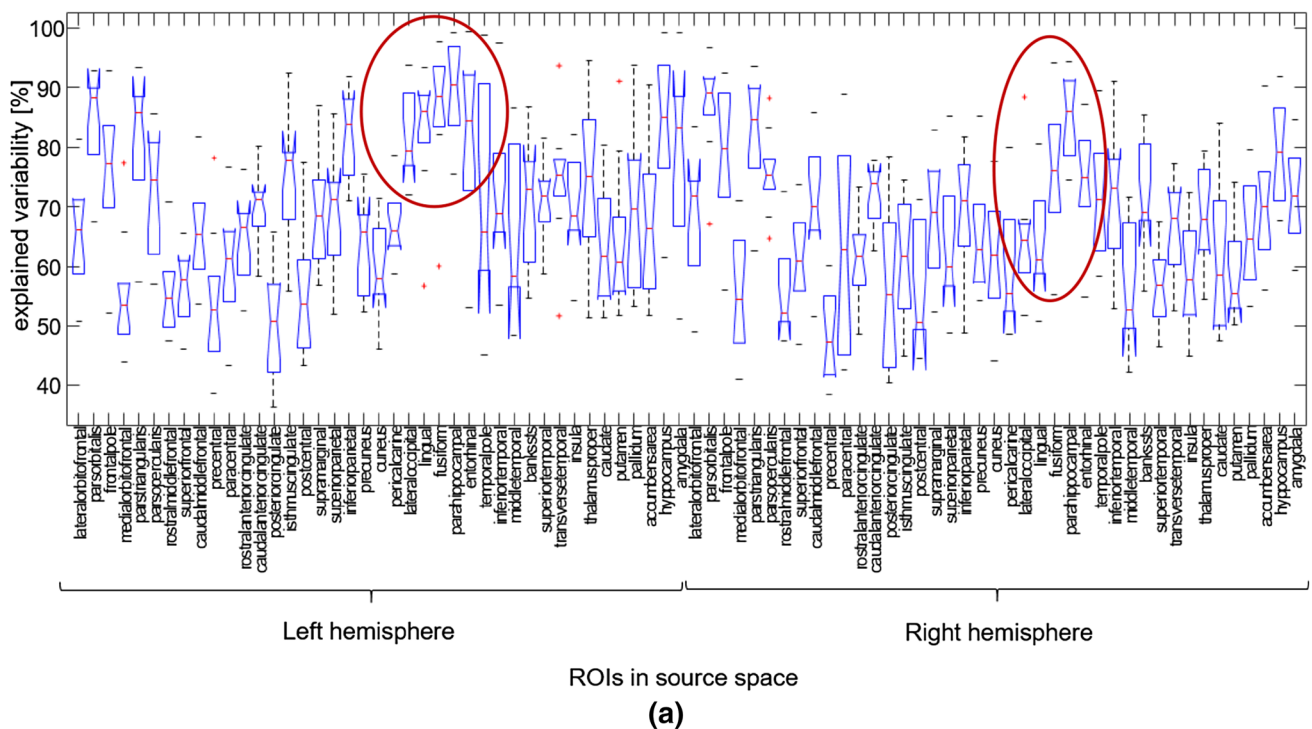 explained variability [%]
100
90
80
70
60
50
40
lateralorbitofrontal
parsorbitalis
frontalpole
medialorbitofrontal
parstriangularis
parsopercularis
rostralmiddlefrontal
superiorfrontal
caudalmiddlefrontal
precentral
paracentral
rostralanteriorcingulate
caudalanteriorcingulate
posteriorcingulate
isthmuscingulate
postcentral
supramarginal
superiorparietal
inferiorparietal
precuneus
cuneus
pericalcarine
lateraloccipital
lingual
fusiform
parahippocampal
entorhinal
temporalpole
inferiortemporal
middletemporal
bankssts
superiortemporal
transversetemporal
insula
thalamusproper
caudate
putamen
pallidum
accumbensarea
hyppocampus
amygdala
lateralorbitofrontal
parsorbitalis
frontalpole
medialorbitofrontal
parstriangularis
parsopercularis
rostralmiddlefrontal
superiorfrontal
caudalmiddlefrontal
precentral
paracentral
rostralanteriorcingulate
caudalanteriorcingulate
posteriorcingulate
isthmuscingulate
postcentral
supramarginal
superiorparietal
inferiorparietal
precuneus
cuneus
pericalcarine
lateraloccipital
lingual
fusiform
parahippocampal
entorhinal
temporalpole
inferiortemporal
middletemporal
bankssts
superiortemporal
transversetemporal
insula
thalamusproper
caudate
putamen
pallidum
accumbensarea
hyppocampus
amygdala
Left hemisphere
Right hemisphere
ROIs in source space
(a)